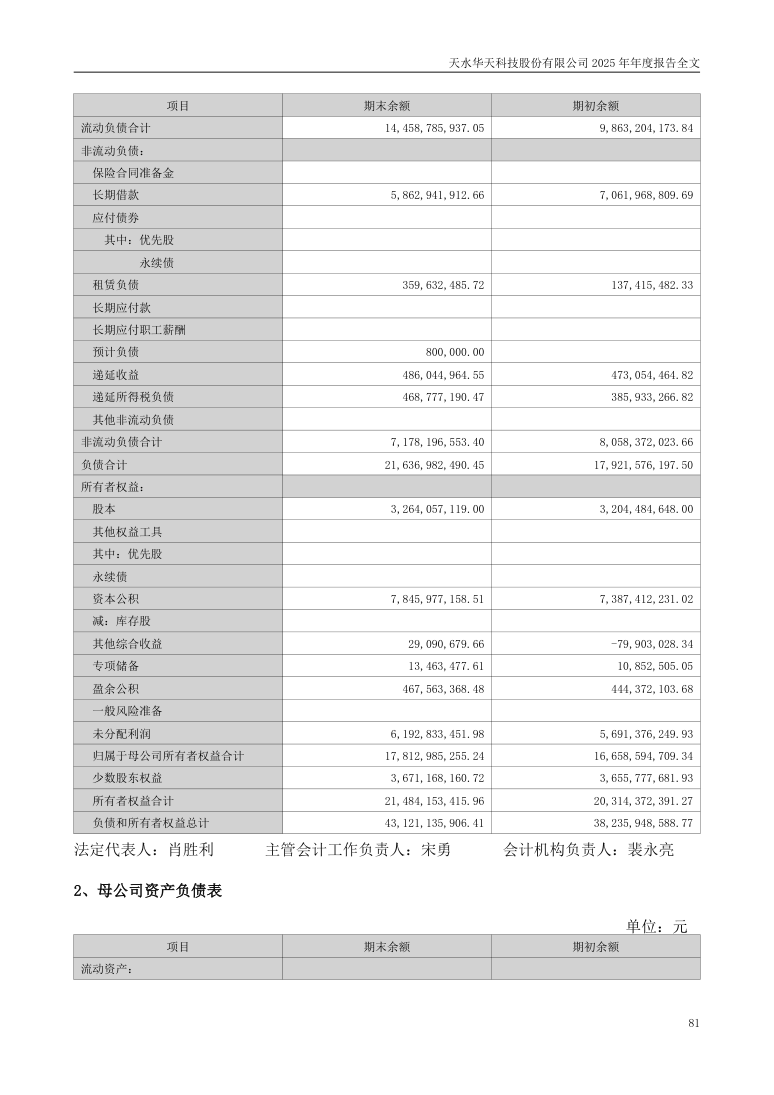 天水华天科技股份有限公司 2025 年年度报告全文
项目 期末余额 期初余额
流动负债合计 14,458,785,937.05 9,863,204,173.84
非流动负债：
保险合同准备金
长期借款 5,862,941,912.66 7,061,968,809.69
应付债券
其中：优先股
永续债
租赁负债 359,632,485.72 137,415,482.33
长期应付款
长期应付职工薪酬
预计负债 800,000.00
递延收益 486,044,964.55 473,054,464.82
递延所得税负债 468,777,190.47 385,933,266.82
其他非流动负债
非流动负债合计 7,178,196,553.40 8,058,372,023.66
负债合计 21,636,982,490.45 17,921,576,197.50
所有者权益：
股本 3,264,057,119.00 3,204,484,648.00
其他权益工具
其中：优先股
永续债
资本公积 7,845,977,158.51 7,387,412,231.02
减：库存股
其他综合收益 29,090,679.66 -79,903,028.34
专项储备 13,463,477.61 10,852,505.05
盈余公积 467,563,368.48 444,372,103.68
一般风险准备
未分配利润 6,192,833,451.98 5,691,376,249.93
归属于母公司所有者权益合计 17,812,985,255.24 16,658,594,709.34
少数股东权益 3,671,168,160.72 3,655,777,681.93
所有者权益合计 21,484,153,415.96 20,314,372,391.27
负债和所有者权益总计 43,121,135,906.41 38,235,948,588.77
法定代表人：肖胜利 主管会计工作负责人：宋勇 会计机构负责人：裴永亮
2、母公司资产负债表
单位：元
项目 期末余额 期初余额
流动资产：
81